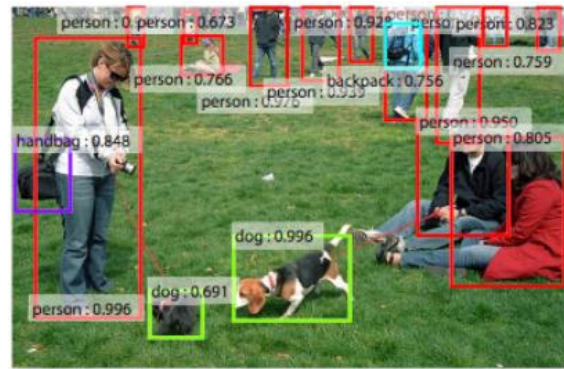 person : 0.673
person : 0.928
person : 0.823
person : 0.766
backpack : 0.756
person : 0.759
person : 0.976
person : 0.939
person : 0.950
handbag : 0.848
person : 0.805
dog : 0.996
dog : 0.691
person : 0.996